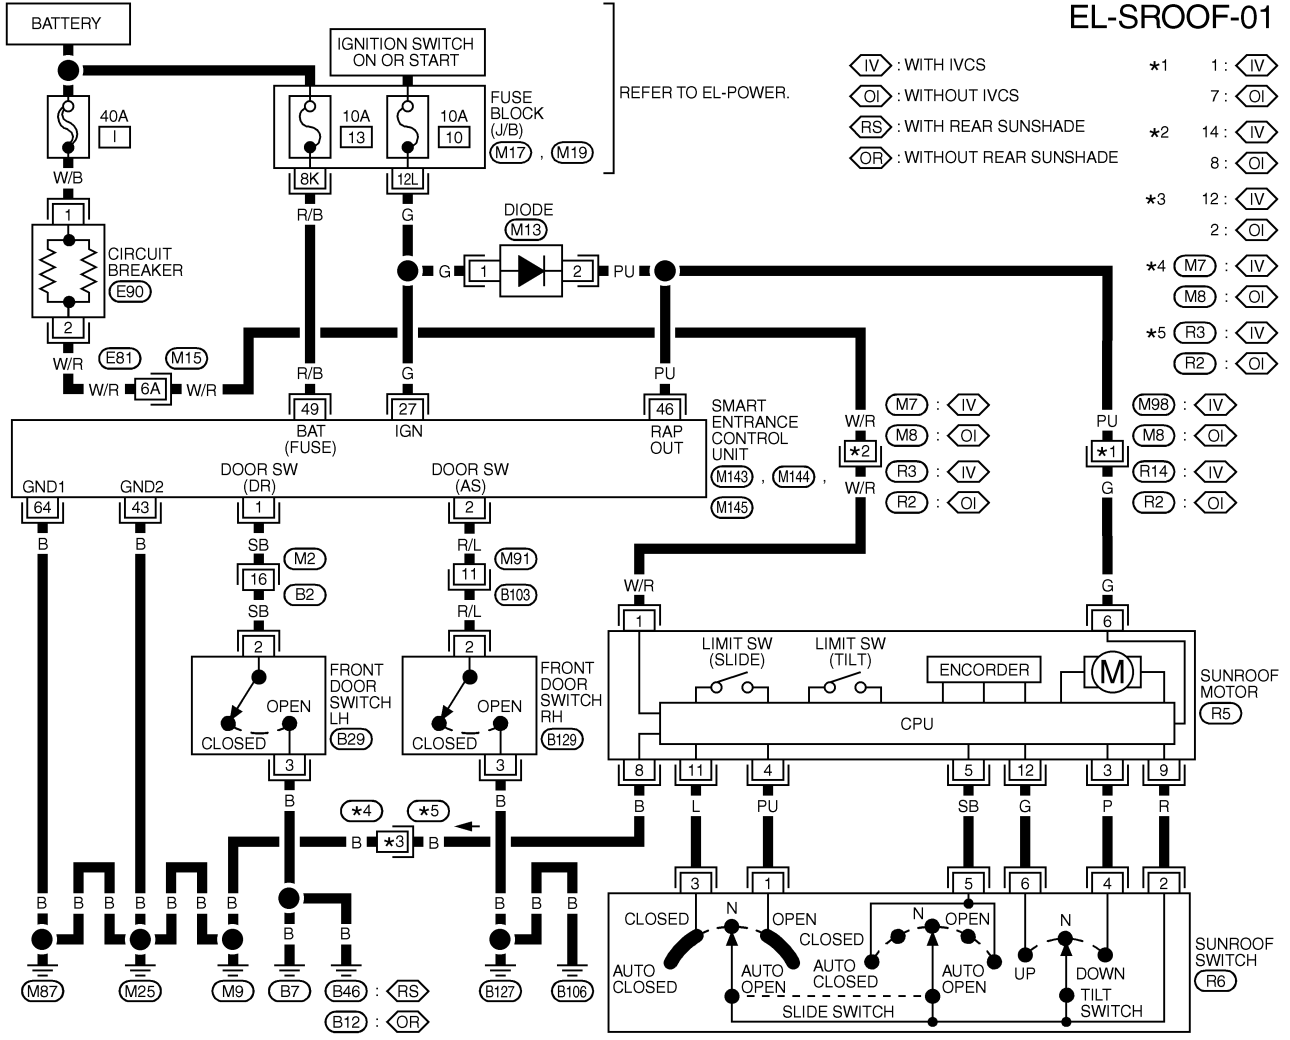 EL-SROOF-01
BATTERY
IGNITION SWITCH
ON OR START
REFER TO EL-POWER.
IV : WITH IVCS
OI : WITHOUT IVCS
RS : WITH REAR SUNSHADE
OR : WITHOUT REAR SUNSHADE
*1 1 : IV
7 : OI
*2 14 : IV
8 : OI
*3 12 : IV
2 : OI
*4 M7 : IV
M8 : OI
*5 R3 : IV
R2 : OI
40A
I
10A
13
10A
10
FUSE
BLOCK
(J/B)
M17 , M19
8K
12L
W/B
R/B
G
1
CIRCUIT
BREAKER
E90
2
DIODE
M13
G
1
2
PU
W/R
E81
M15
W/R
6A
W/R
R/B
G
PU
49
27
46
BAT
(FUSE)
IGN
RAP
OUT
SMART
ENTRANCE
CONTROL
UNIT
M143 , M144 ,
M145
GND1
GND2
DOOR SW
(DR)
DOOR SW
(AS)
64
43
1
2
W/R
*2
W/R
M7 : IV
M8 : OI
R3 : IV
R2 : OI
PU
*1
G
M98 : IV
M8 : OI
R14 : IV
R2 : OI
B
B
SB
M2
16
B2
SB
R/L
M91
11
B103
R/L
W/R
G
2
FRONT
DOOR
SWITCH
LH
B29
OPEN
CLOSED
3
2
FRONT
DOOR
SWITCH
RH
B129
OPEN
CLOSED
3
1
6
LIMIT SW
(SLIDE)
LIMIT SW
(TILT)
ENCORDER
M
CPU
SUNROOF
MOTOR
R5
8
11
4
5
12
3
9
B
B
B
L
PU
SB
G
P
R
*4
*5
B
*3
B
B
B
B
B
B
B
B
B
B
B
B
M87
M25
M9
B7
B46 : RS
B12 : OR
B127
B106
3
1
5
6
4
2
CLOSED
N
OPEN
AUTO
CLOSED
AUTO
OPEN
CLOSED
N
OPEN
AUTO
CLOSED
AUTO
OPEN
SLIDE SWITCH
N
UP
DOWN
TILT
SWITCH
SUNROOF
SWITCH
R6